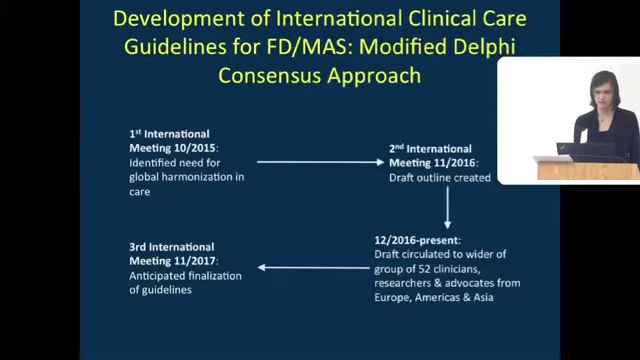 Development of International Clinical Care
Guidelines for FD/MAS: Modified Delphi
Consensus Approach
1st International
Meeting 10/2015:
Identified need for
global harmonization in
care
2nd International
Meeting 11/2016:
Draft outline created
12/2016-present:
Draft circulated to wider of
group of 52 clinicians,
researchers & advocates from
Europe, Americas & Asia
3rd International
Meeting 11/2017:
Anticipated finalization
of guidelines